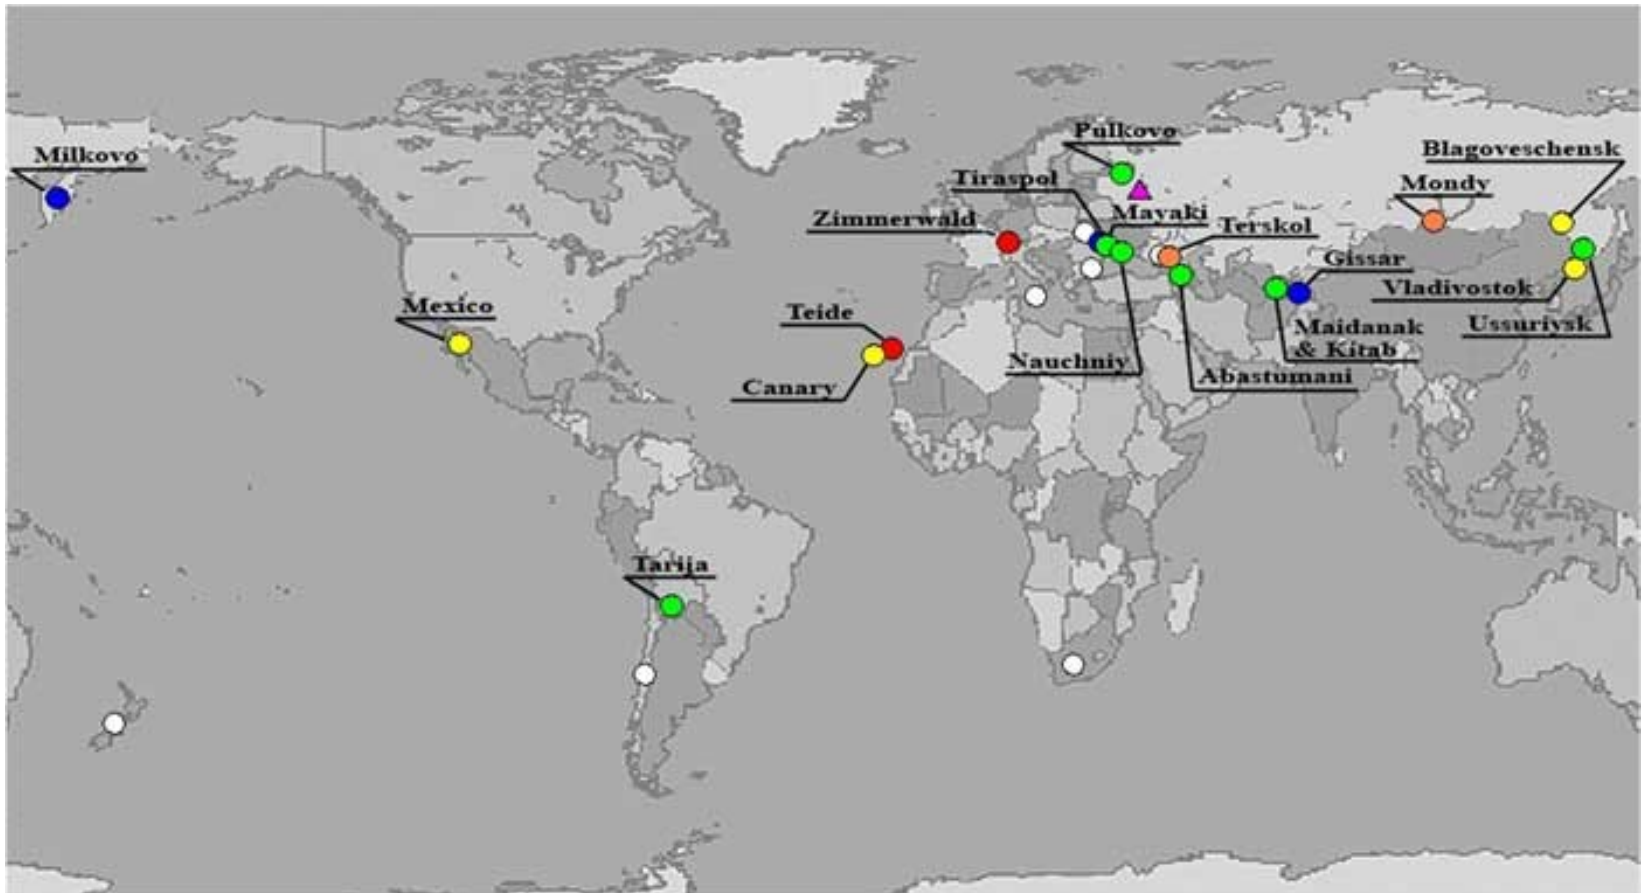 Milkovo
Pulkovo
Blagoveschensk
Tiraspol
Mondy
Zimmerwald
Mayaki
Terskol
Gissar
Vladivostok
Mexico
Teide
Maidanak
& Kitab
Ussuriysk
Nauchniy
Abastumani
Canary
Tarija